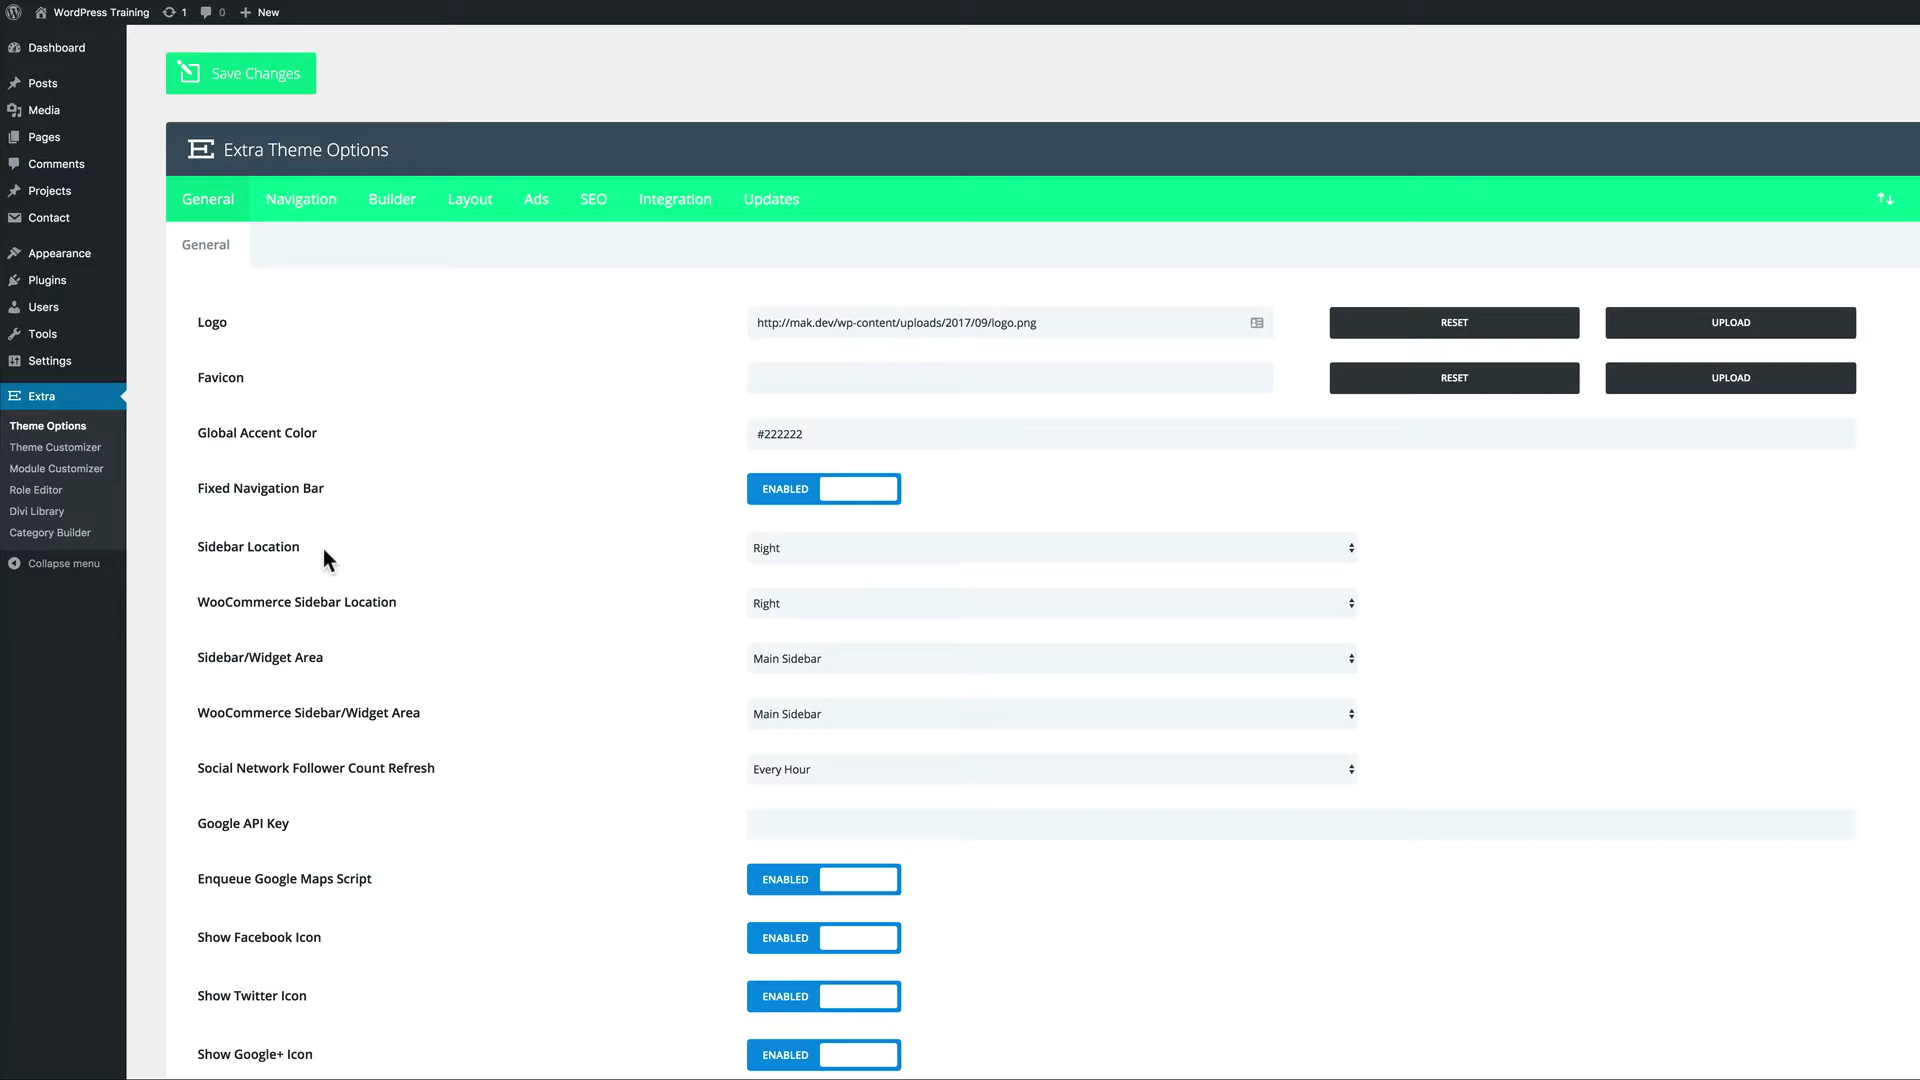 WordPress Training 1 0 New
Dashboard
Posts
Media
Pages
Comments
Projects
Contact
Appearance
Plugins
Users
Tools
Settings
Extra
Theme Options
Theme Customizer
Module Customizer
Role Editor
Divi Library
Category Builder
Collapse menu
Save Changes
Extra Theme Options
General Navigation Builder Layout Ads SEO Integration Updates
General
Logo http://mak.dev/wp-content/uploads/2017/09/logo.png RESET UPLOAD
Favicon RESET UPLOAD
Global Accent Color #222222
Fixed Navigation Bar ENABLED
Sidebar Location Right
WooCommerce Sidebar Location Right
Sidebar/Widget Area Main Sidebar
WooCommerce Sidebar/Widget Area Main Sidebar
Social Network Follower Count Refresh Every Hour
Google API Key
Enqueue Google Maps Script ENABLED
Show Facebook Icon ENABLED
Show Twitter Icon ENABLED
Show Google+ Icon ENABLED